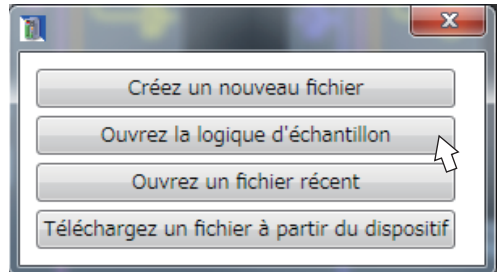 Créez un nouveau fichier
Ouvrez la logique d'échantillon
Ouvrez un fichier récent
Téléchargez un fichier à partir du dispositif